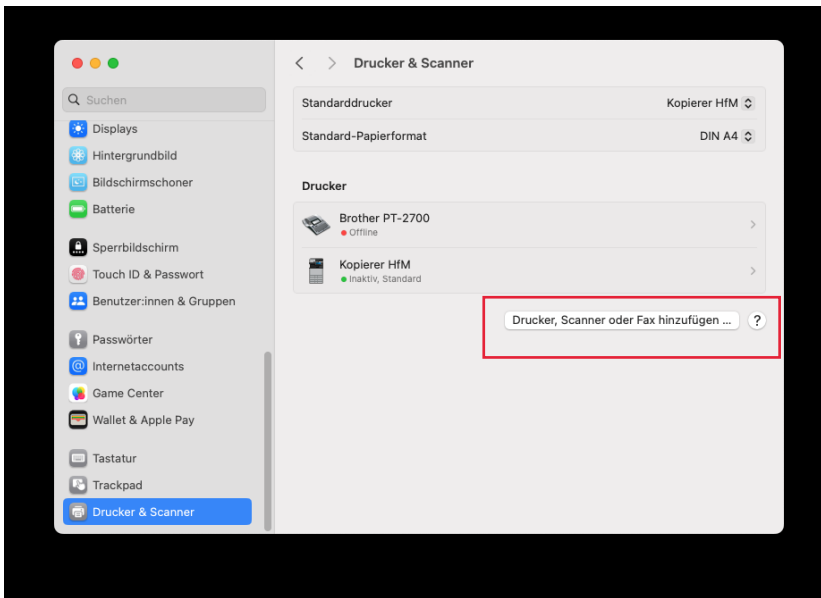 Drucker & Scanner
Suchen
Displays
Hintergrundbild
Bildschirmschoner
Batterie
Sperrbildschirm
Touch ID & Passwort
Benutzer:innen & Gruppen
Passwörter
Internetaccounts
Game Center
Wallet & Apple Pay
Tastatur
Trackpad
Drucker & Scanner
Standarddrucker Kopierer HfM
Standard-Papierformat DIN A4
Drucker
Brother PT-2700
Offline
Kopierer HfM
Inaktiv, Standard
Drucker, Scanner oder Fax hinzufügen ... ?